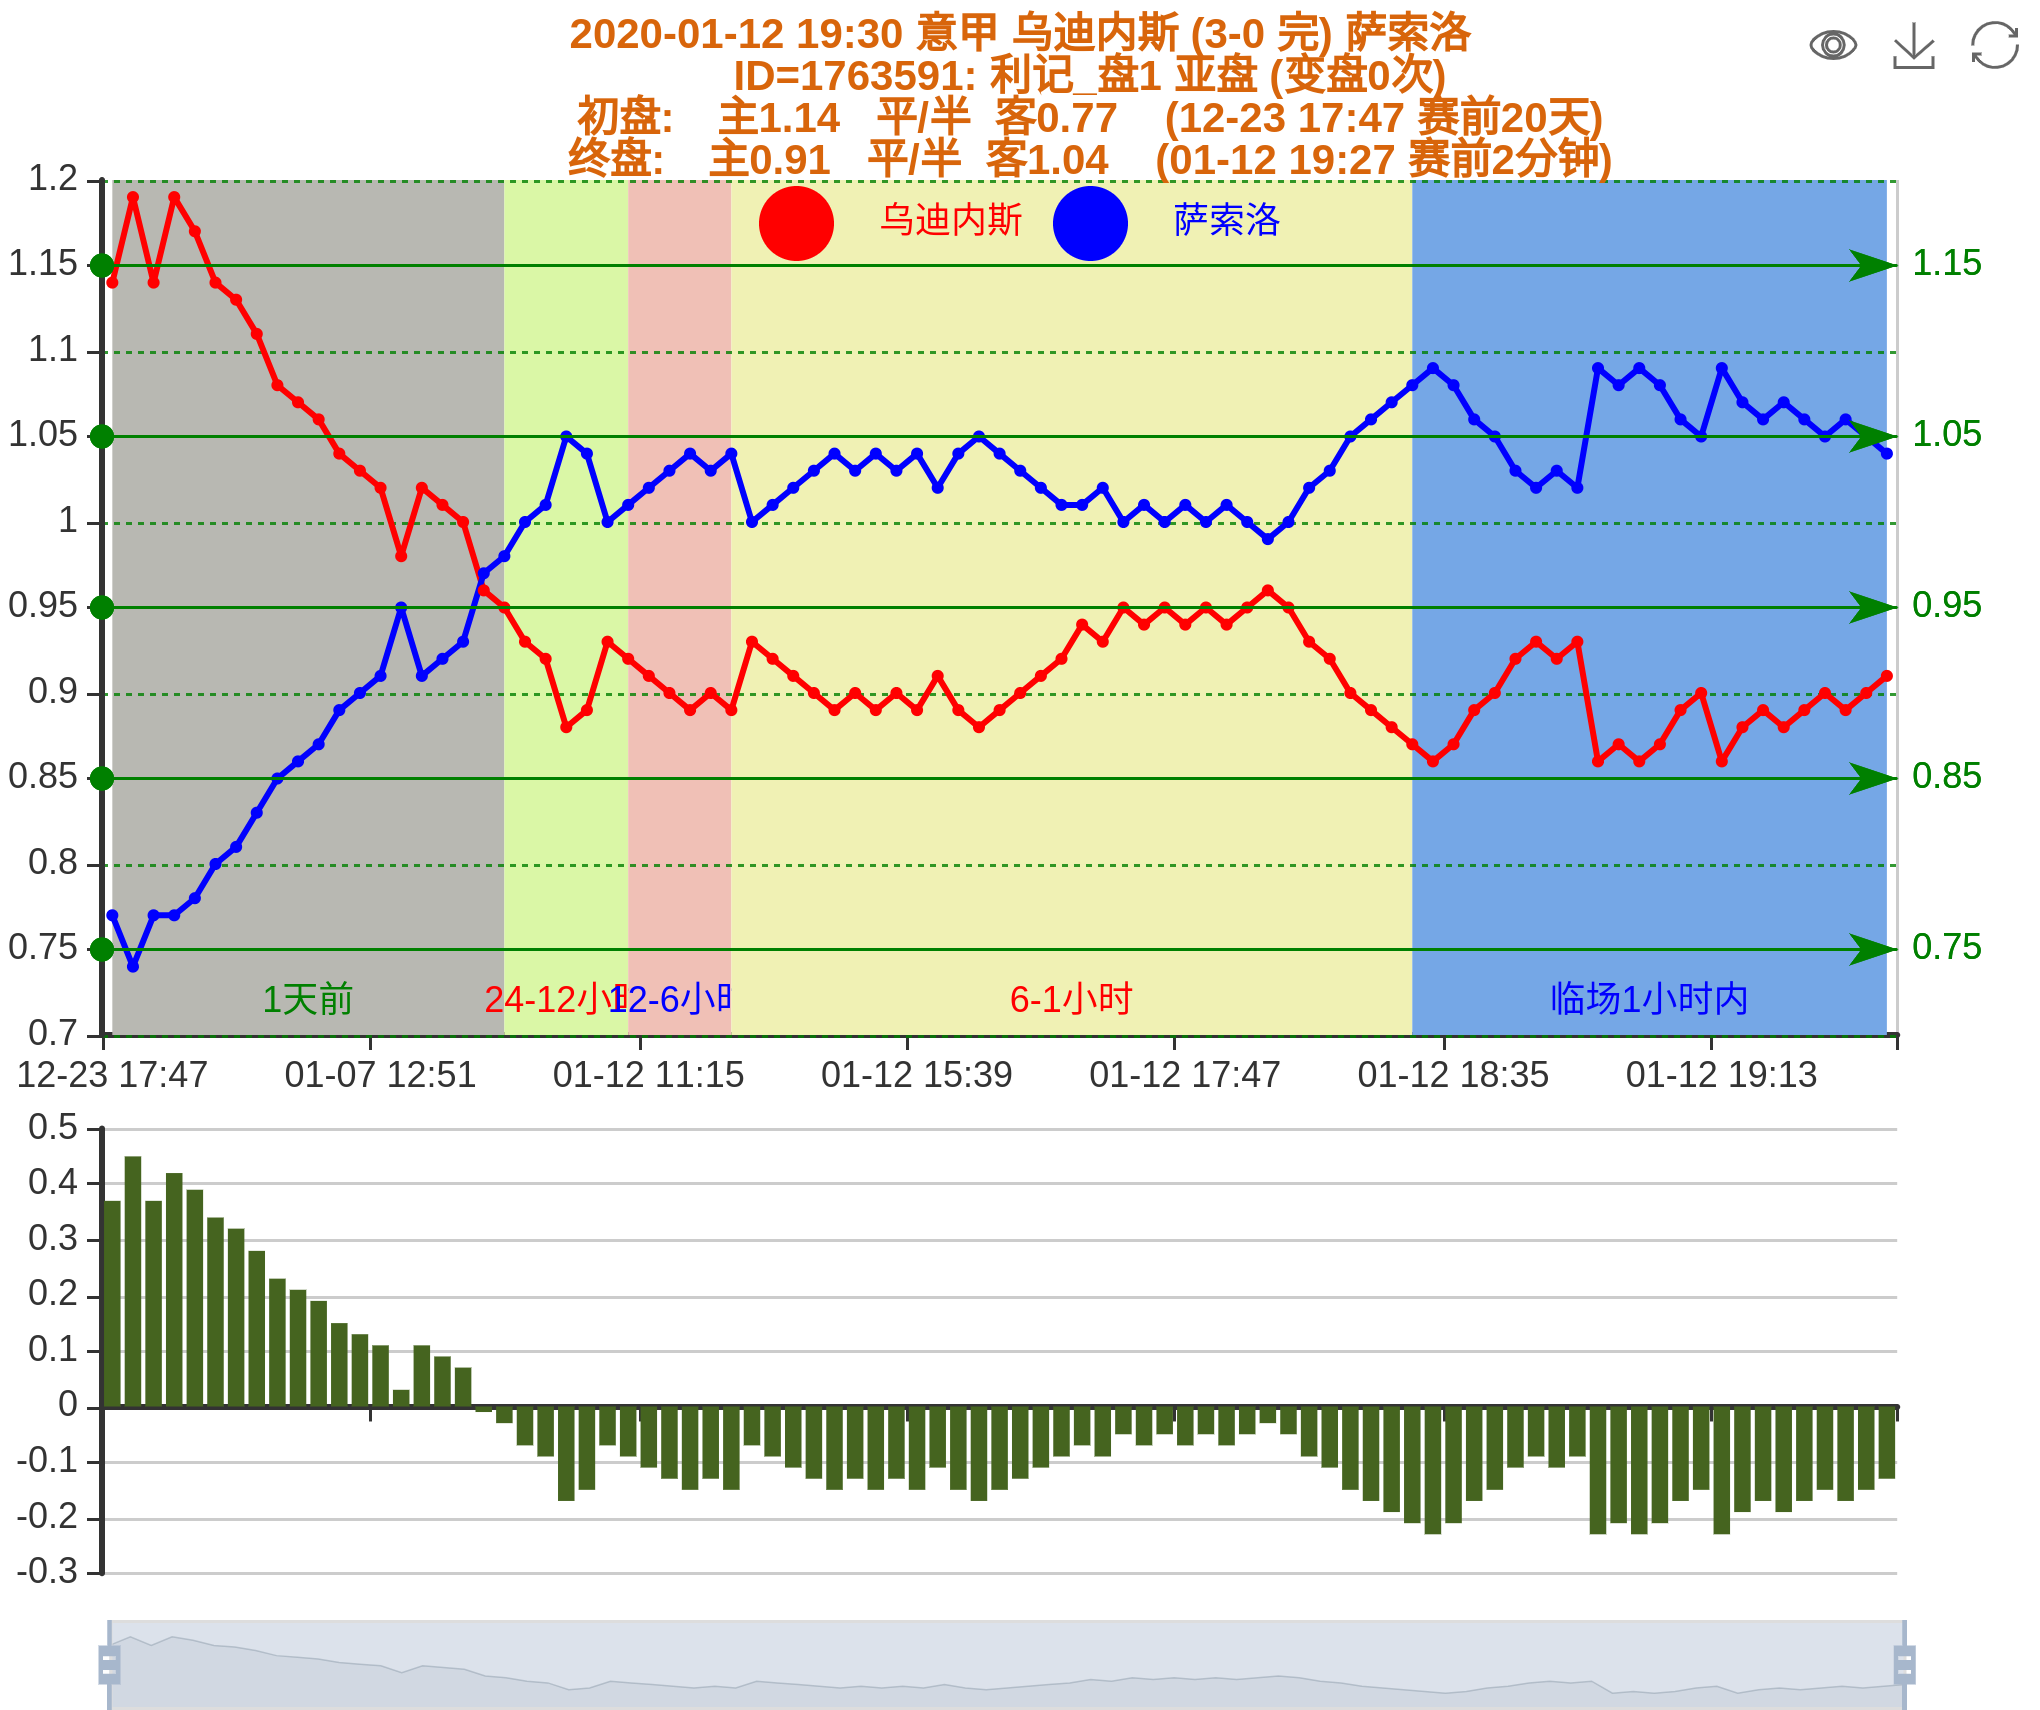 2020-01-12 19:30 意甲 乌迪内斯 (3-0 完) 萨索洛
ID=1763591: 利记_盘1 亚盘 (变盘0次)
初盘: 主1.14 平/半 客0.77 (12-23 17:47 赛前20天)
终盘: 主0.91 平/半 客1.04 (01-12 19:27 赛前2分钟)
乌迪内斯 萨索洛
1.2
1.15 1.15
1.1
1.05 1.05
1
0.95 0.95
0.9
0.85 0.85
0.8
0.75 0.75
1天前 24-12小 12-6小 6-1小时 临场1小时内
0.7
12-23 17:47 01-07 12:51 01-12 11:15 01-12 15:39 01-12 17:47 01-12 18:35 01-12 19:13
0.5
0.4
0.3
0.2
0.1
0
-0.1
-0.2
-0.3